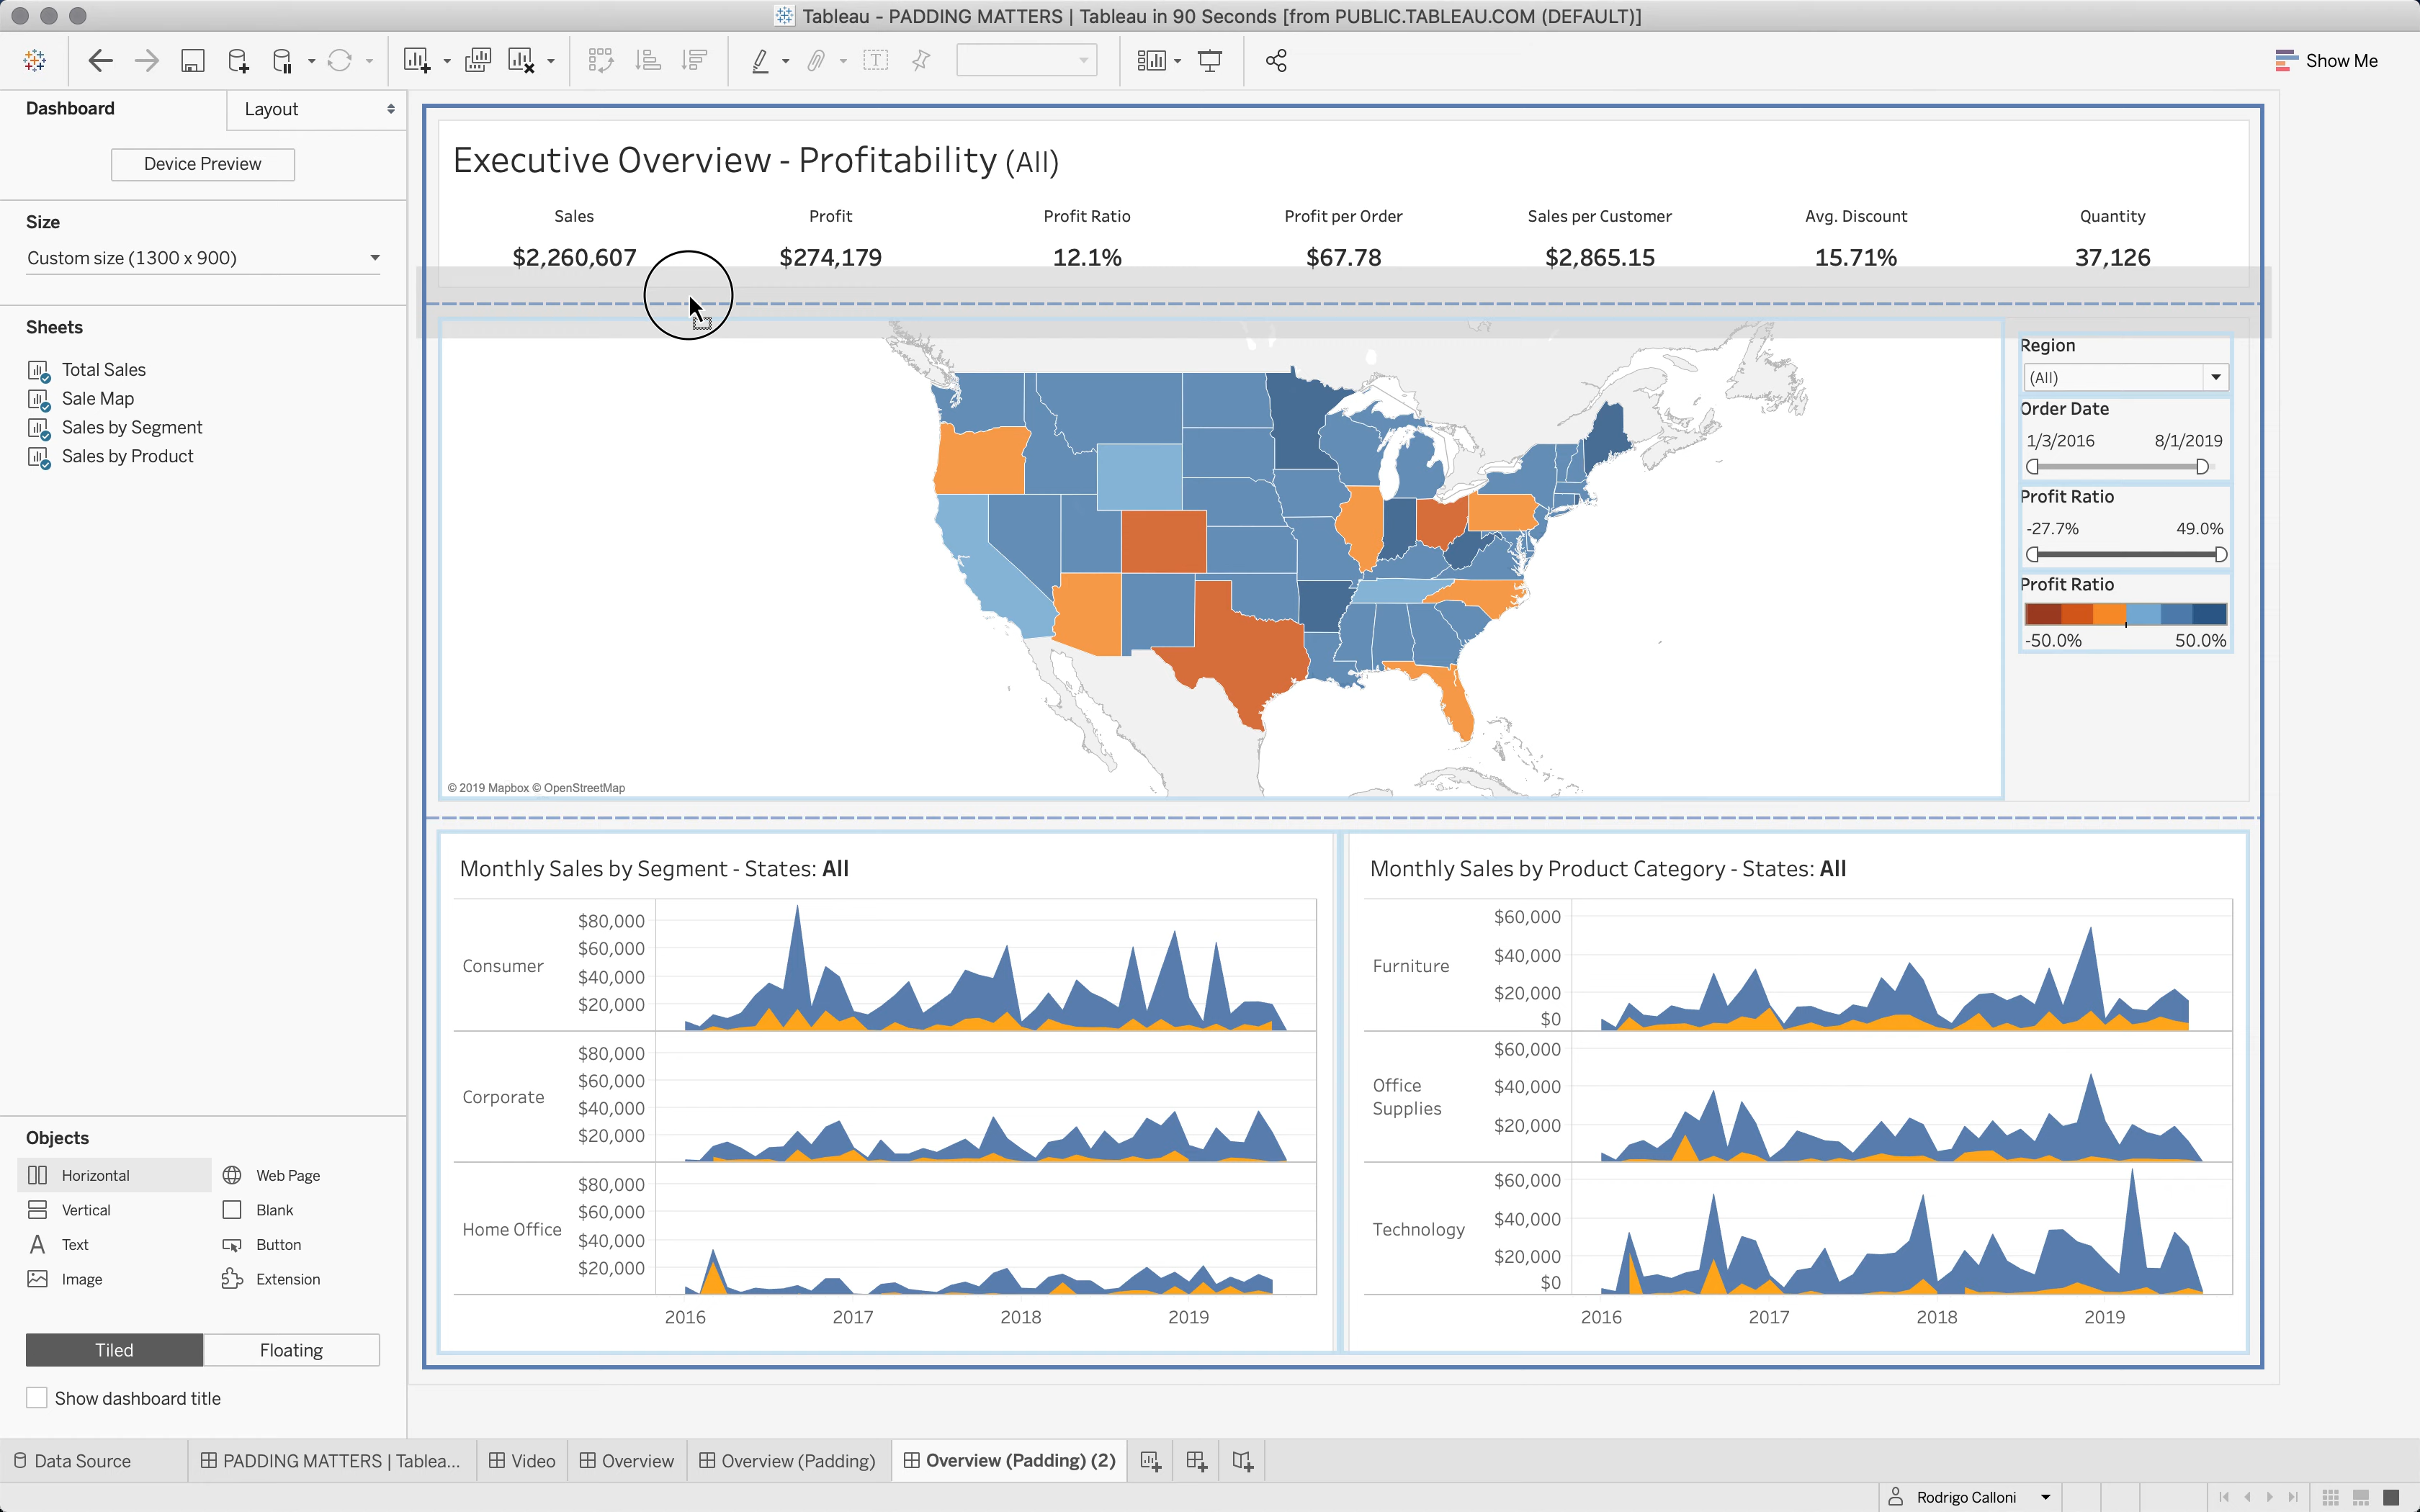 Tableau - PADDING MATTERS | Tableau in 90 Seconds [from PUBLIC.TABLEAU.COM (DEFAULT)]
Show Me
Dashboard
Layout
Device Preview
Size
Custom size (1300 x 900)
Sheets
Total Sales
Sale Map
Sales by Segment
Sales by Product
Executive Overview - Profitability (All)
Sales Profit Profit Ratio Profit per Order Sales per Customer Avg. Discount Quantity
$2,260,607 $274,179 12.1% $67.78 $2,865.15 15.71% 37,126
Region
(All)
Order Date
1/3/2016 8/1/2019
Profit Ratio
-27.7% 49.0%
Profit Ratio
-50.0% 50.0%
© 2019 Mapbox © OpenStreetMap
Monthly Sales by Segment - States: All
Consumer
$80,000
$60,000
$40,000
$20,000
Corporate
$80,000
$60,000
$40,000
$20,000
Home Office
$80,000
$60,000
$40,000
$20,000
2016 2017 2018 2019
Monthly Sales by Product Category - States: All
Furniture
$60,000
$40,000
$20,000
$0
Office
Supplies
$60,000
$40,000
$20,000
Technology
$60,000
$40,000
$20,000
$0
2016 2017 2018 2019
Objects
Horizontal Web Page
Vertical Blank
Text Button
Image Extension
Tiled Floating
Show dashboard title
Data Source PADDING MATTERS | Tablea... Video Overview Overview (Padding) Overview (Padding) (2)
Rodrigo Calloni